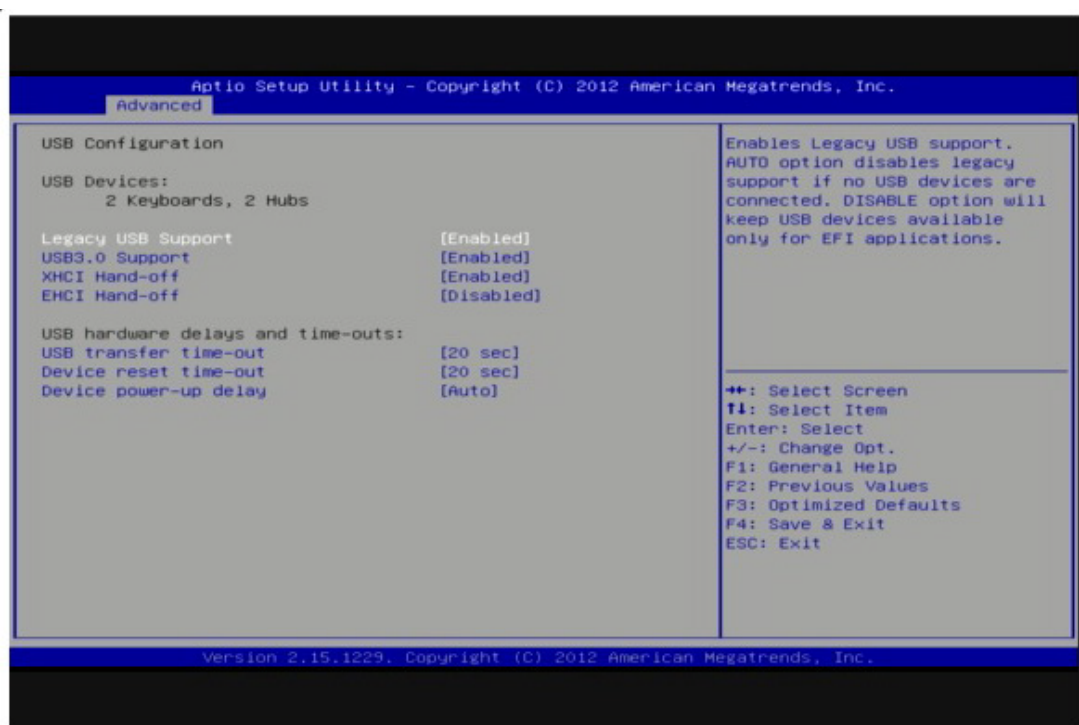 Aptio Setup Utility - Copyright (C) 2012 American Megatrends, Inc.
Advanced
USB Configuration
USB Devices:
2 Keyboards, 2 Hubs
Legacy USB Support [Enabled]
USB3.0 Support [Enabled]
XHCI Hand-off [Enabled]
EHCI Hand-off [Disabled]
USB hardware delays and time-outs:
USB transfer time-out [20 sec]
Device reset time-out [20 sec]
Device power-up delay [Auto]
Enables Legacy USB support.
AUTO option disables legacy
support if no USB devices are
connected. DISABLE option will
keep USB devices available
only for EFI applications.
→←: Select Screen
↑↓: Select Item
Enter: Select
+/-: Change Opt.
F1: General Help
F2: Previous Values
F3: Optimized Defaults
F4: Save & Exit
ESC: Exit
Version 2.15.1229. Copyright (C) 2012 American Megatrends, Inc.